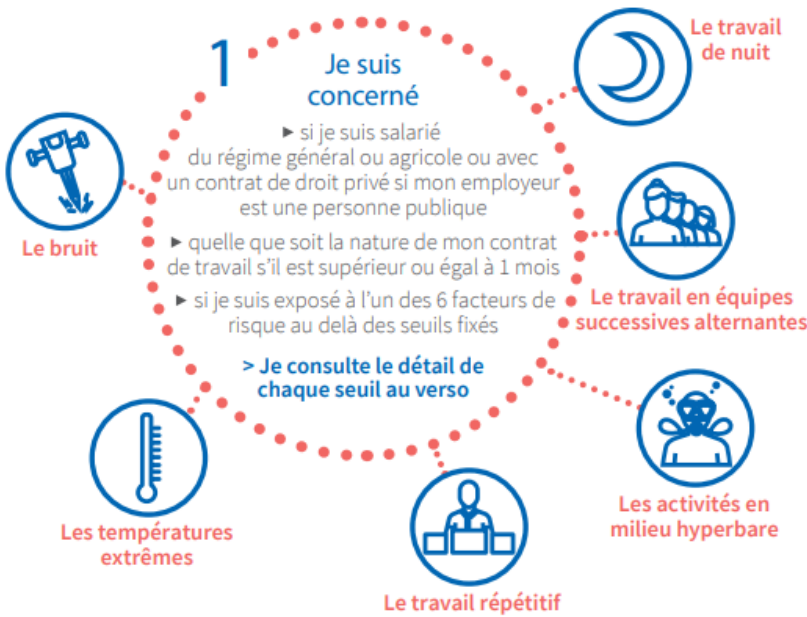 1
Je suis
concerné
▶ si je suis salarié
du régime général ou agricole ou avec
un contrat de droit privé si mon employeur
est une personne publique
▶ quelle que soit la nature de mon contrat
de travail s’il est supérieur ou égal à 1 mois
▶ si je suis exposé à l’un des 6 facteurs de
risque au delà des seuils fixés
> Je consulte le détail de
chaque seuil au verso
Le travail
de nuit
Le travail en équipes
successives alternantes
Les activités en
milieu hyperbare
Le travail répétitif
Les températures
extrêmes
Le bruit